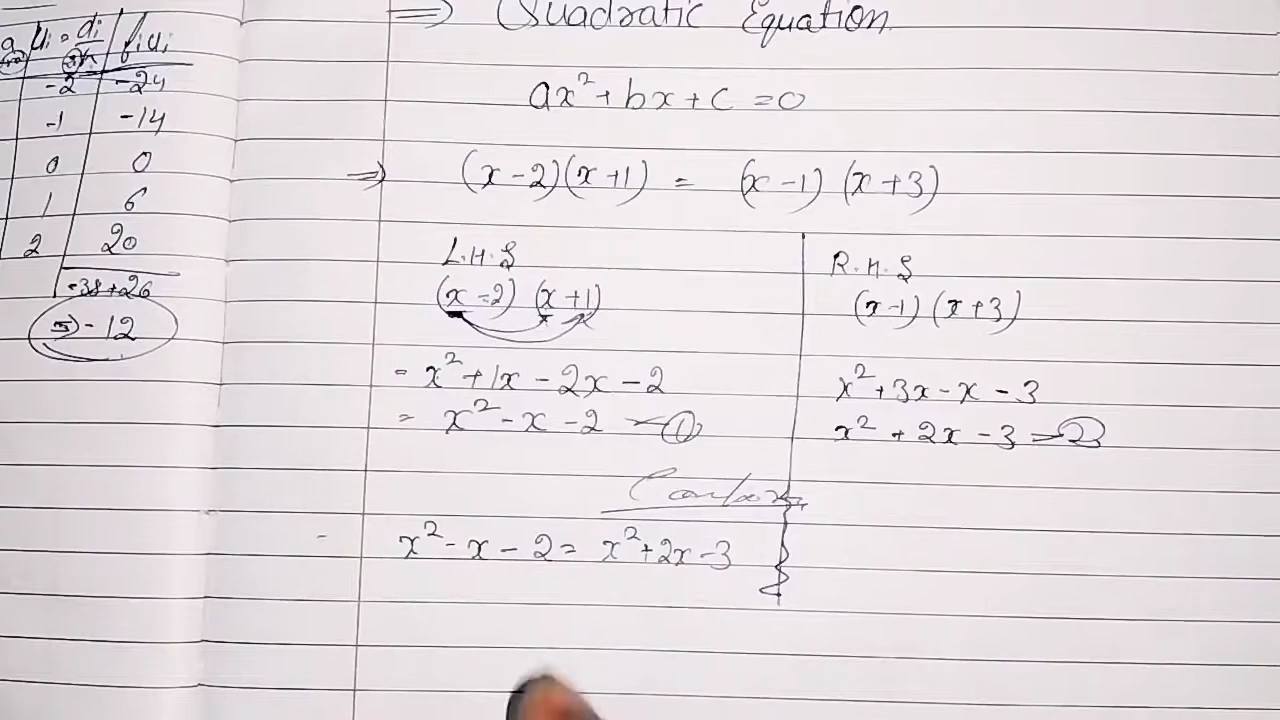 ⇒ Quadratic Equation
ax²+bx+c=0
⇒ (x-2)(x+1) = (x-1)(x+3)
L.H.S
(x-2)(x+1)
= x²+1x-2x-2
= x²-x-2 → ①
R.H.S
(x-1)(x+3)
x²+3x-x-3
x²+2x-3 → ②
x²-x-2 = x²+2x-3
ui = di/h fiui
-2 -24
-1 -14
0 0
1 6
2 20
-38+26
⇒ -12